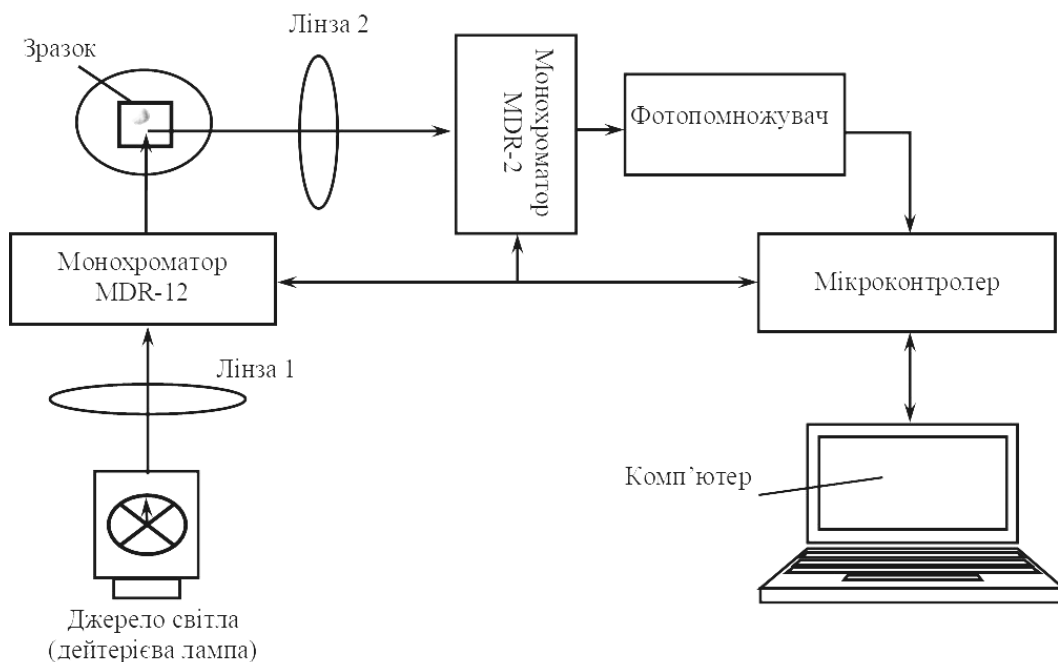 Лінза 2
Зразок
Монохроматор
MDR-2
Фотопомножувач
Монохроматор
MDR-12
Мікроконтролер
Лінза 1
Комп’ютер
Джерело світла
(дейтерієва лампа)